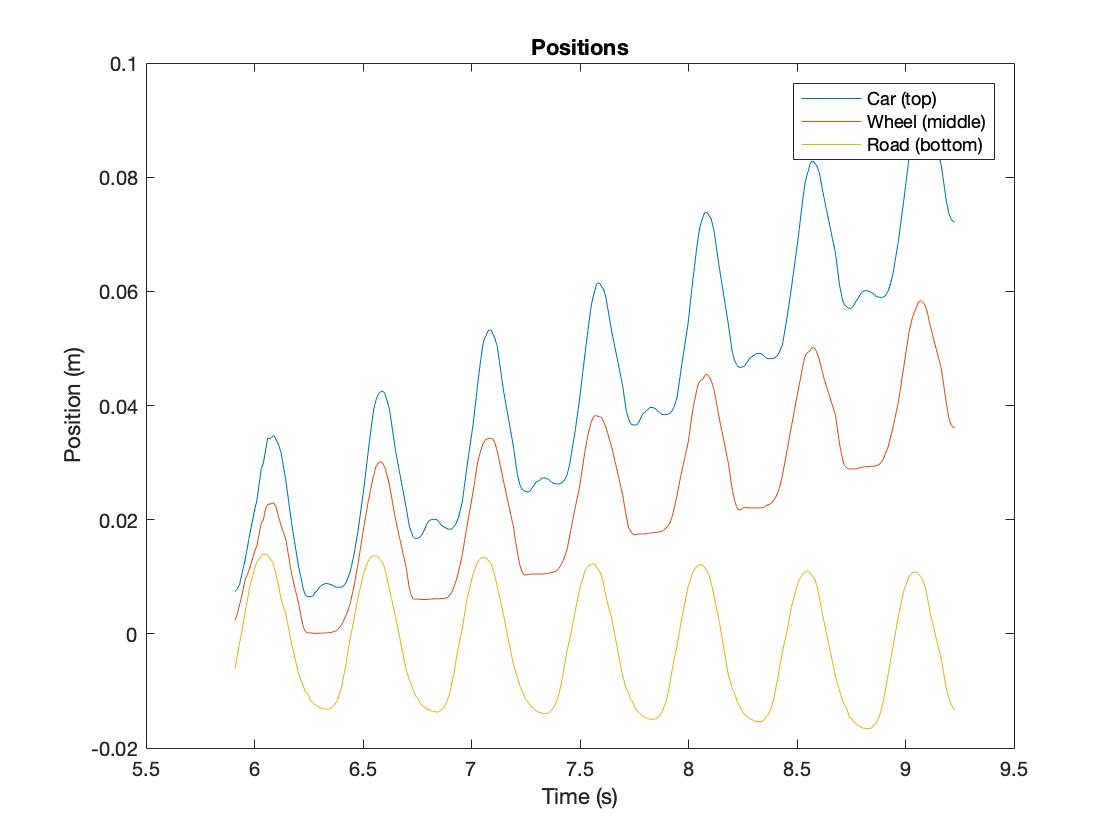 Positions
Car (top)
Wheel (middle)
Road (bottom)
0.1
0.08
0.06
0.04
0.02
0
-0.02
Position (m)
5.5 6 6.5 7 7.5 8 8.5 9 9.5
Time (s)